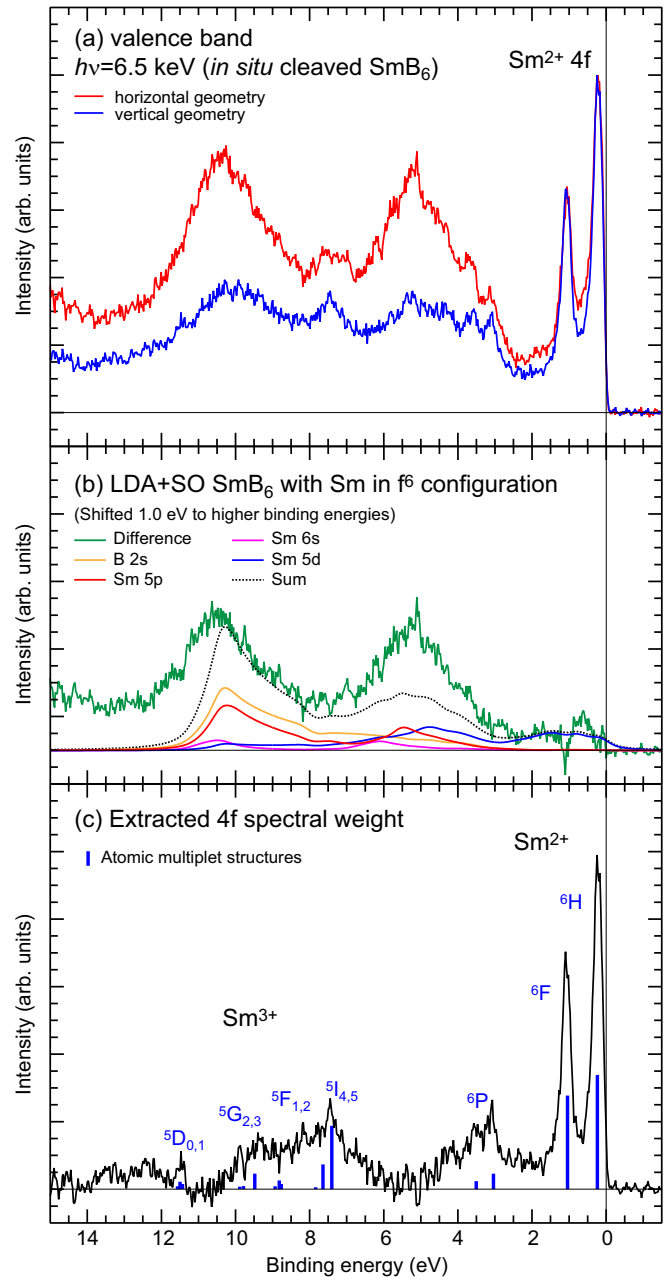 (a) valence band
hν=6.5 keV (in situ cleaved SmB₆)
Sm²⁺ 4f
horizontal geometry
vertical geometry
Intensity (arb. units)
(b) LDA+SO SmB₆ with Sm in f⁶ configuration
(Shifted 1.0 eV to higher binding energies)
Difference
Sm 6s
B 2s
Sm 5d
Sm 5p
Sum
Intensity (arb. units)
(c) Extracted 4f spectral weight
Sm²⁺
Atomic multiplet structures
⁶H
⁶F
Sm³⁺
⁵I₄,₅
⁵F₁,₂
⁵G₂,₃
⁶P
⁵D₀,₁
Intensity (arb. units)
14 12 10 8 6 4 2 0
Binding energy (eV)